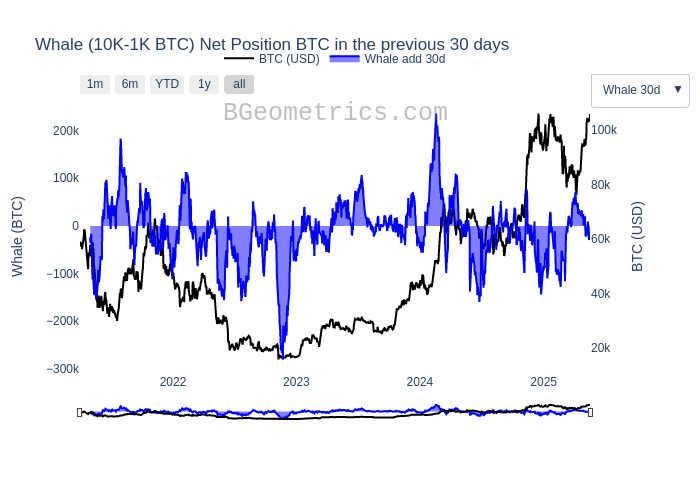 Whale (10K-1K BTC) Net Position BTC in the previous 30 days
BTC (USD) Whale add 30d
1m 6m YTD 1y all
Whale 30d ▼
BGeometrics.com
200k
100k
0
−100k
−200k
−300k
Whale (BTC)
100k
80k
60k
40k
20k
BTC (USD)
2022 2023 2024 2025